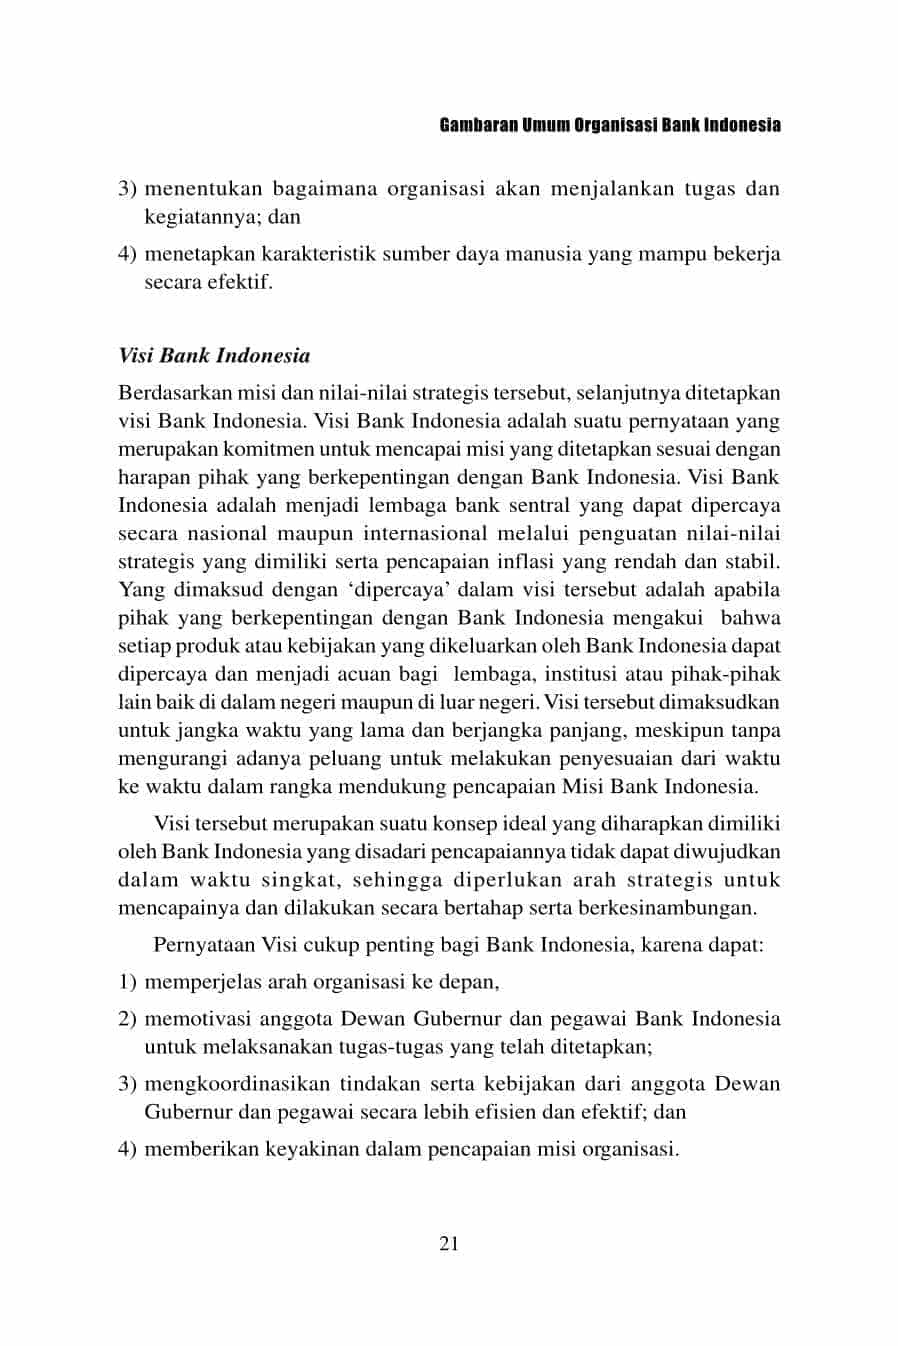 Gambaran Umum Organisasi Bank Indonesia
3) menentukan bagaimana organisasi akan menjalankan tugas dan
kegiatannya; dan
4) menetapkan karakteristik sumber daya manusia yang mampu bekerja
secara efektif.
Visi Bank Indonesia
Berdasarkan misi dan nilai-nilai strategis tersebut, selanjutnya ditetapkan
visi Bank Indonesia. Visi Bank Indonesia adalah suatu pernyataan yang
merupakan komitmen untuk mencapai misi yang ditetapkan sesuai dengan
harapan pihak yang berkepentingan dengan Bank Indonesia. Visi Bank
Indonesia adalah menjadi lembaga bank sentral yang dapat dipercaya
secara nasional maupun internasional melalui penguatan nilai-nilai
strategis yang dimiliki serta pencapaian inflasi yang rendah dan stabil.
Yang dimaksud dengan ‘dipercaya’ dalam visi tersebut adalah apabila
pihak yang berkepentingan dengan Bank Indonesia mengakui bahwa
setiap produk atau kebijakan yang dikeluarkan oleh Bank Indonesia dapat
dipercaya dan menjadi acuan bagi lembaga, institusi atau pihak-pihak
lain baik di dalam negeri maupun di luar negeri. Visi tersebut dimaksudkan
untuk jangka waktu yang lama dan berjangka panjang, meskipun tanpa
mengurangi adanya peluang untuk melakukan penyesuaian dari waktu
ke waktu dalam rangka mendukung pencapaian Misi Bank Indonesia.
Visi tersebut merupakan suatu konsep ideal yang diharapkan dimiliki
oleh Bank Indonesia yang disadari pencapaiannya tidak dapat diwujudkan
dalam waktu singkat, sehingga diperlukan arah strategis untuk
mencapainya dan dilakukan secara bertahap serta berkesinambungan.
Pernyataan Visi cukup penting bagi Bank Indonesia, karena dapat:
1) memperjelas arah organisasi ke depan,
2) memotivasi anggota Dewan Gubernur dan pegawai Bank Indonesia
untuk melaksanakan tugas-tugas yang telah ditetapkan;
3) mengkoordinasikan tindakan serta kebijakan dari anggota Dewan
Gubernur dan pegawai secara lebih efisien dan efektif; dan
4) memberikan keyakinan dalam pencapaian misi organisasi.
21